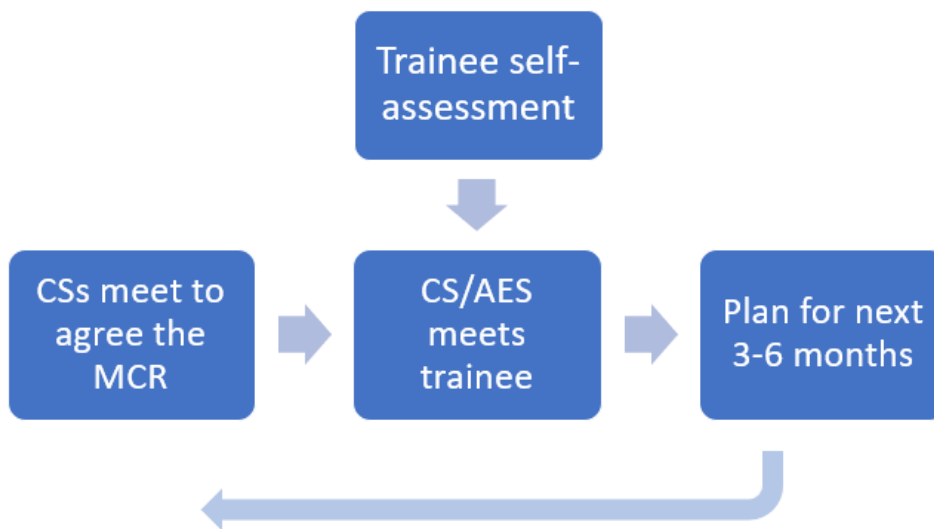 Trainee self-
assessment
CSs meet to
agree the
MCR
CS/AES
meets
trainee
Plan for next
3-6 months